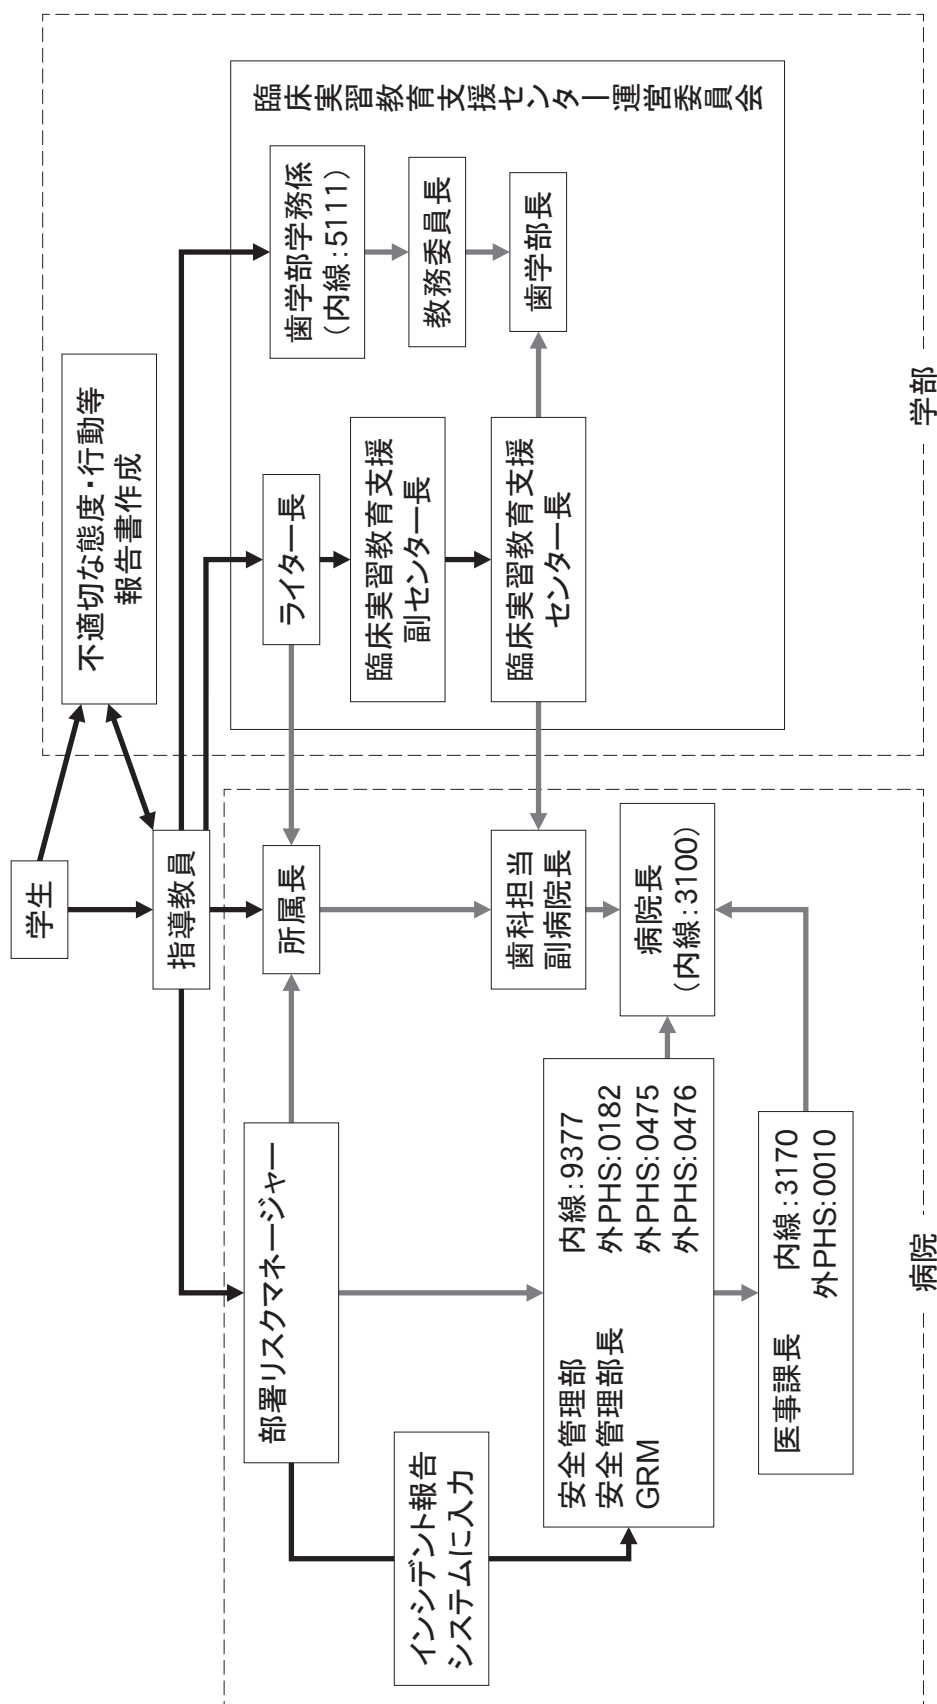 学生
指導教員
不適切な態度・行動等
報告書作成
部署リスクマネージャー
インシデント報告
システムに入力
安全管理部　内線：9377
安全管理部長　外PHS：0182
GRM　外PHS：0475
外PHS：0476
医事課長　内線：3170
外PHS：0010
所属長
歯科担当
副病院長
病院長
（内線：3100）
病院
臨床実習教育支援センター運営委員会
ライター長
臨床実習教育支援
副センター長
臨床実習教育支援
センター長
歯学部学務係
（内線：5111）
教務委員長
歯学部長
学部